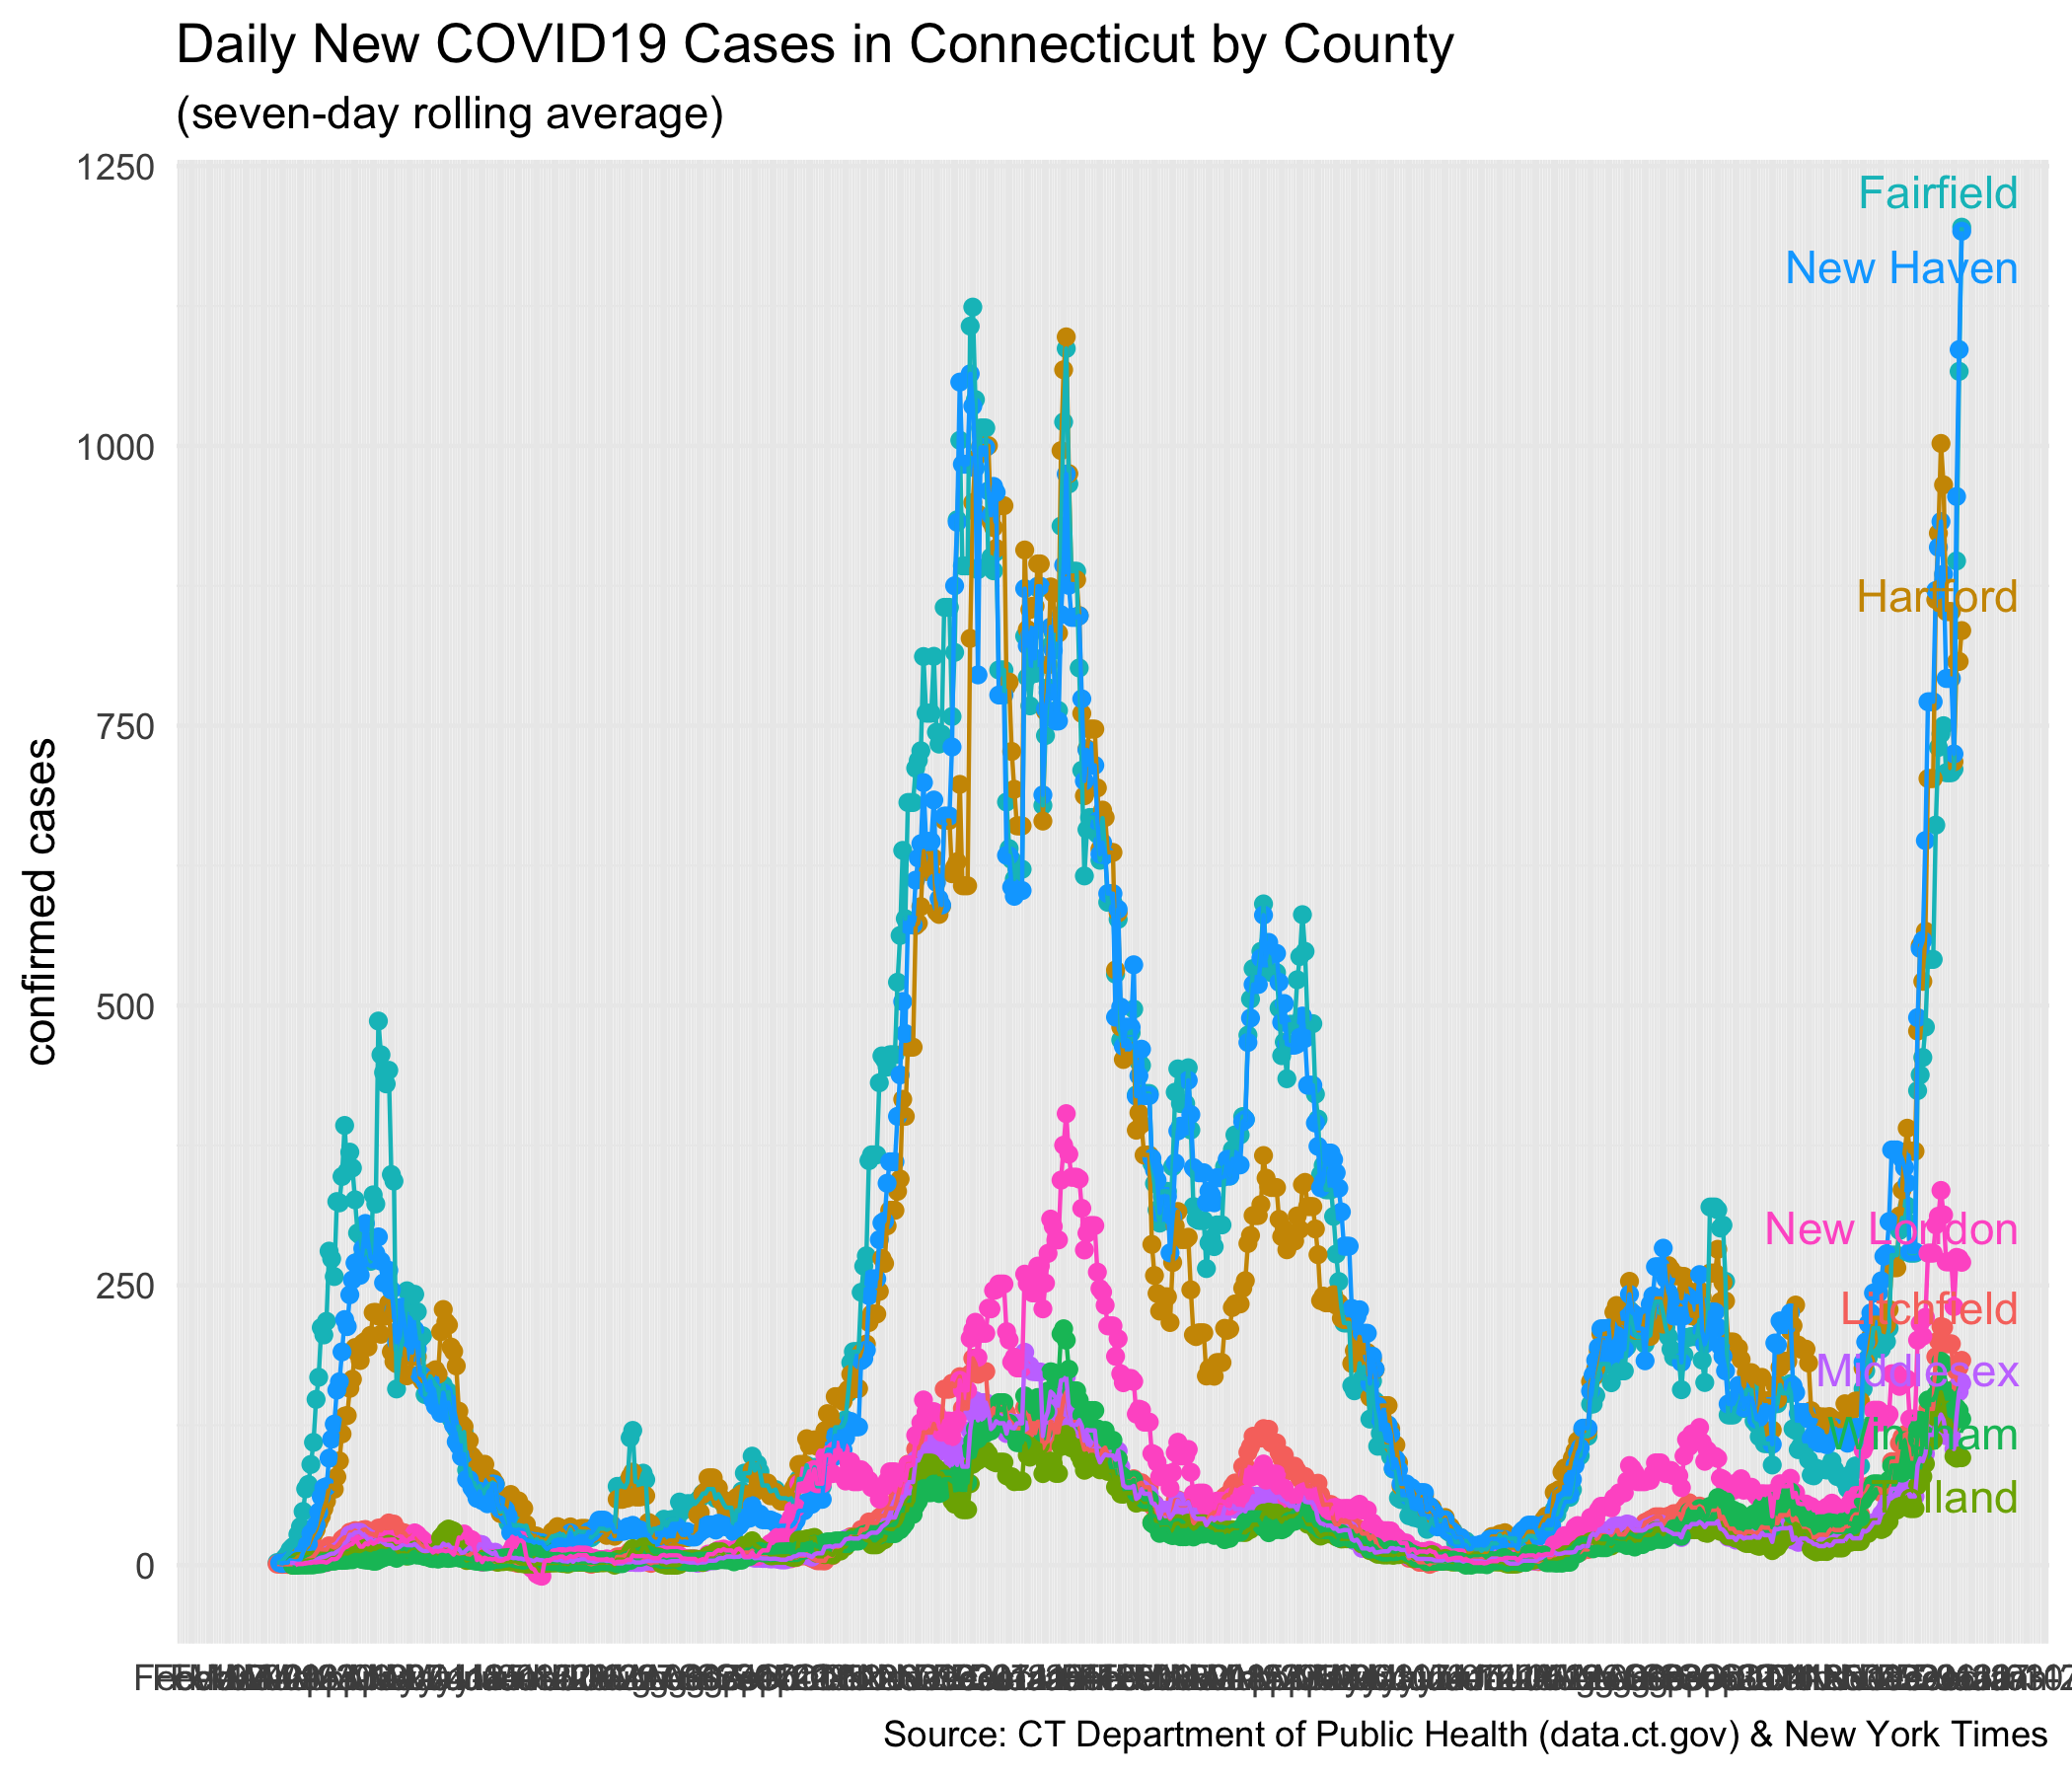 Daily New COVID19 Cases in Connecticut by County
(seven-day rolling average)
1250
1000
750
500
250
0
confirmed cases
Fairfield
New Haven
Hartford
New London
Litchfield
Middlesex
Windham
Source: CT Department of Public Health (data.ct.gov) & New York Times